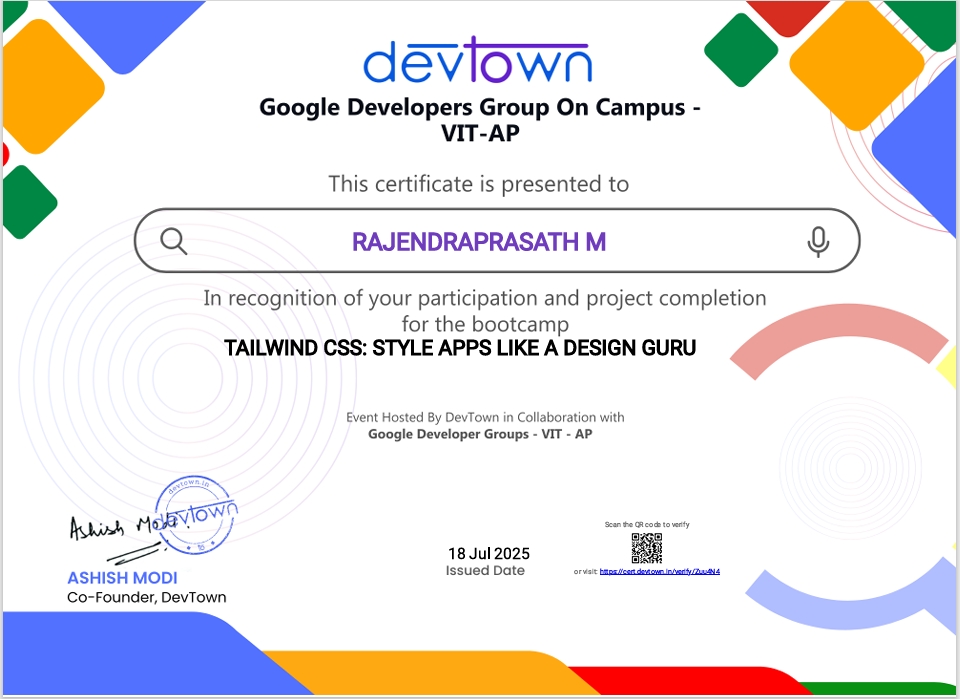 devtown
Google Developers Group On Campus -
VIT-AP
This certificate is presented to
RAJENDRAPRASATH M
In recognition of your participation and project completion
for the bootcamp
TAILWIND CSS: STYLE APPS LIKE A DESIGN GURU
Event Hosted By DevTown in Collaboration with
Google Developer Groups - VIT - AP
devtown.in
devtown
Ashish Modi
ASHISH MODI
Co-Founder, DevTown
18 Jul 2025
Issued Date
Scan the QR code to verify
or visit: https://cert.devtown.in/verify/Zuu4N4